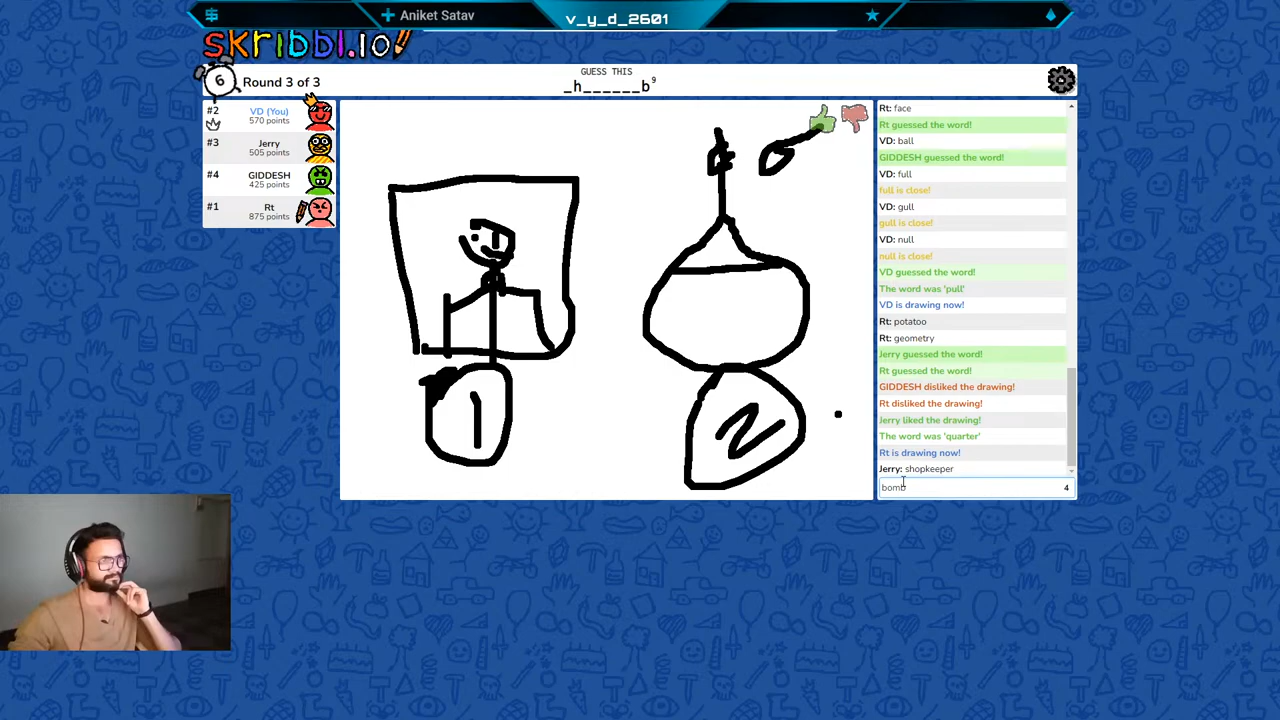 Aniket Satav
v_y_d_2601
skribbl.io
6
Round 3 of 3
GUESS THIS
_h______b9
#2
VD (You)
570 points
#3
Jerry
505 points
#4
GIDDESH
425 points
#1
Rt
875 points
1
2
Rt: face
Rt guessed the word!
VD: ball
GIDDESH guessed the word!
VD: full
full is close!
VD: gull
gull is close!
VD: null
null is close!
VD guessed the word!
The word was 'pull'
VD is drawing now!
Rt: potatoo
Rt: geometry
Jerry guessed the word!
Rt guessed the word!
GIDDESH disliked the drawing!
Rt disliked the drawing!
Jerry liked the drawing!
The word was 'quarter'
Rt is drawing now!
Jerry: shopkeeper
bomb 4